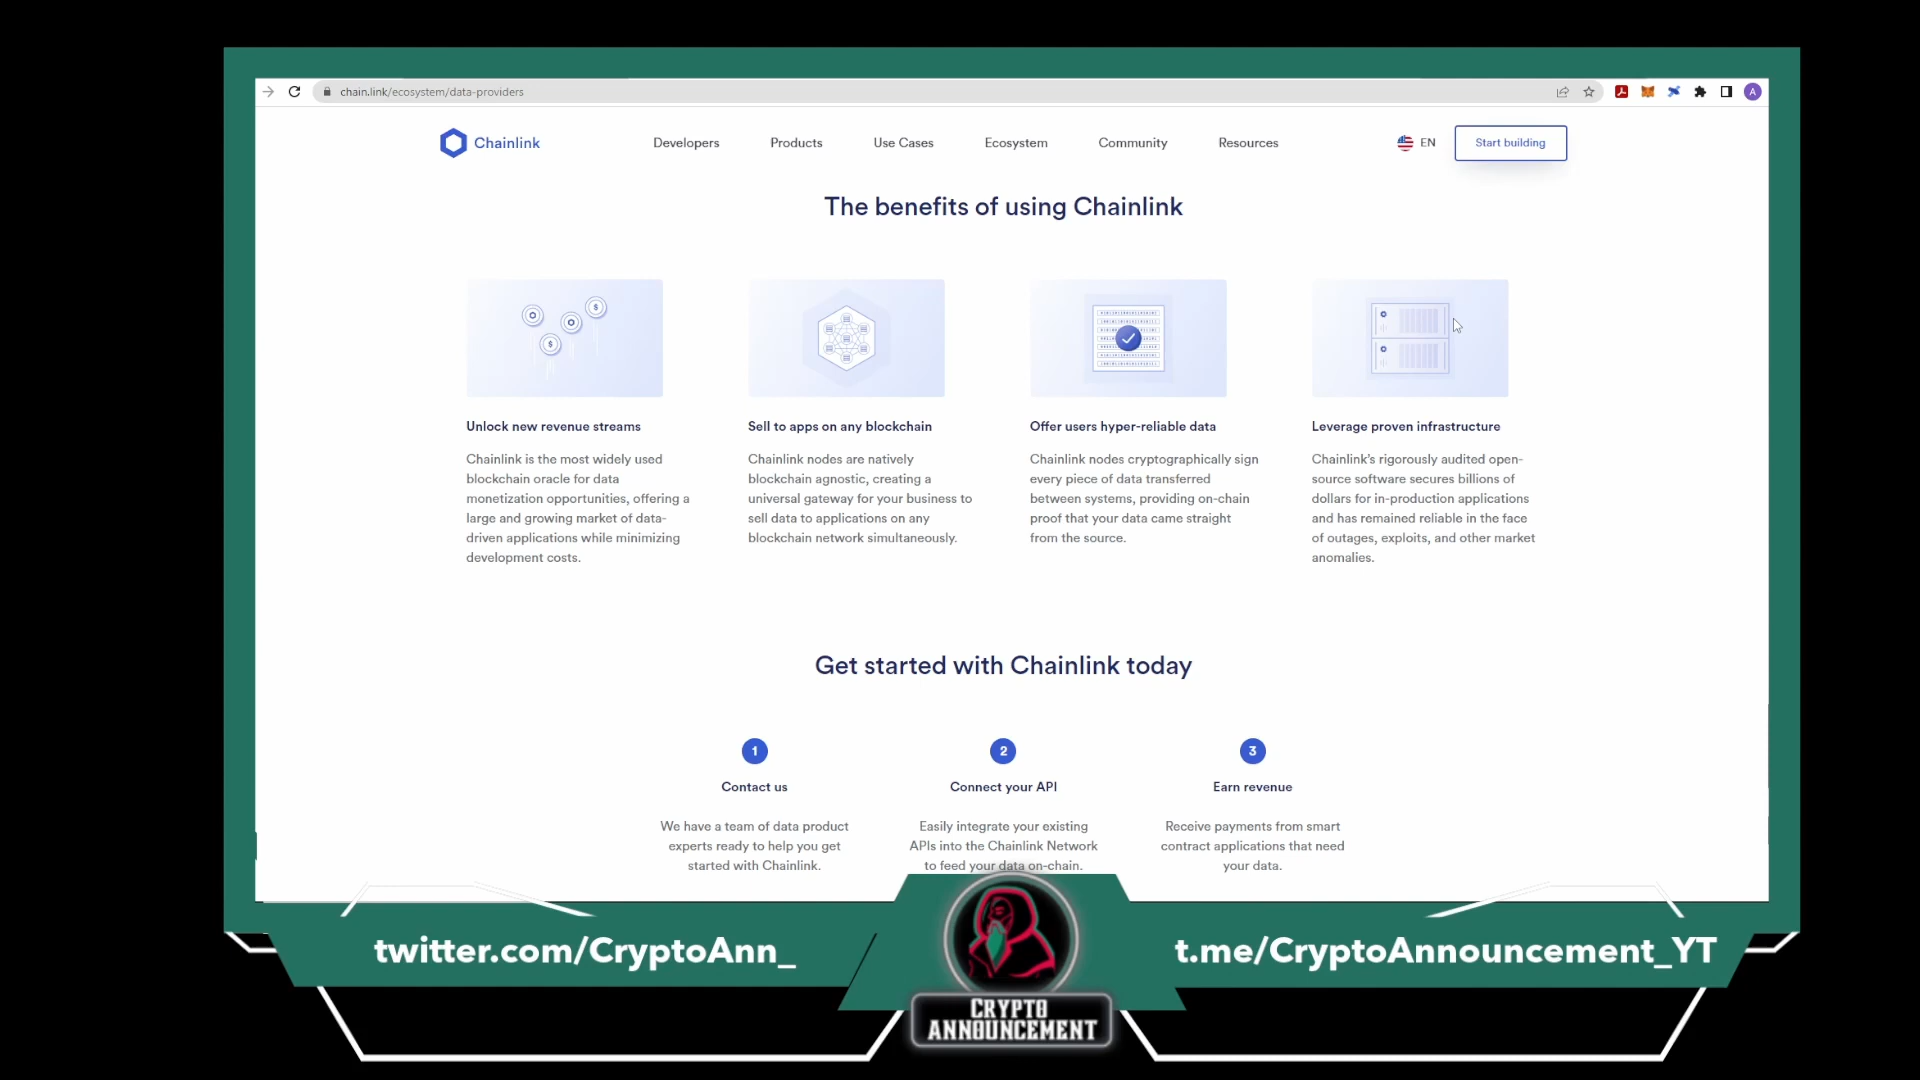 chain.link/ecosystem/data-providers
A
Chainlink
Developers
Products
Use Cases
Ecosystem
Community
Resources
EN
Start building
The benefits of using Chainlink
Unlock new revenue streams
Chainlink is the most widely used
blockchain oracle for data
monetization opportunities, offering a
large and growing market of data-
driven applications while minimizing
development costs.
Sell to apps on any blockchain
Chainlink nodes are natively
blockchain agnostic, creating a
universal gateway for your business to
sell data to applications on any
blockchain network simultaneously.
Offer users hyper-reliable data
Chainlink nodes cryptographically sign
every piece of data transferred
between systems, providing on-chain
proof that your data came straight
from the source.
Leverage proven infrastructure
Chainlink’s rigorously audited open-
source software secures billions of
dollars for in-production applications
and has remained reliable in the face
of outages, exploits, and other market
anomalies.
Get started with Chainlink today
1
Contact us
We have a team of data product
experts ready to help you get
started with Chainlink.
2
Connect your API
Easily integrate your existing
APIs into the Chainlink Network
to feed your data on-chain.
3
Earn revenue
Receive payments from smart
contract applications that need
your data.
twitter.com/CryptoAnn_
CRYPTO
ANNOUNCEMENT
t.me/CryptoAnnouncement_YT